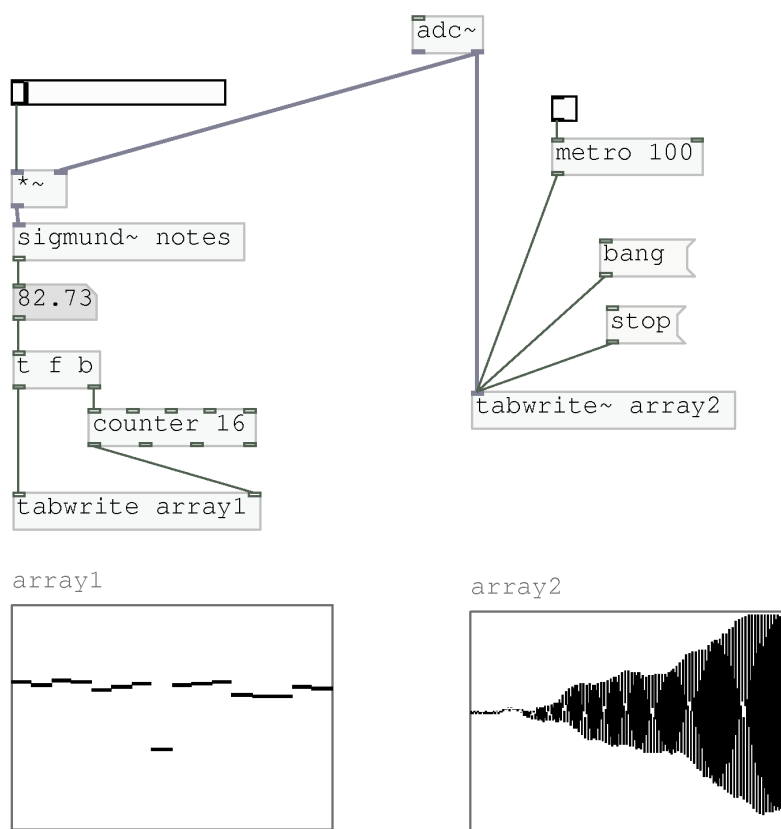 adc~
metro 100
*~
sigmund~ notes
bang
82.73
stop
t f b
counter 16
tabwrite~ array2
tabwrite array1
array1
array2